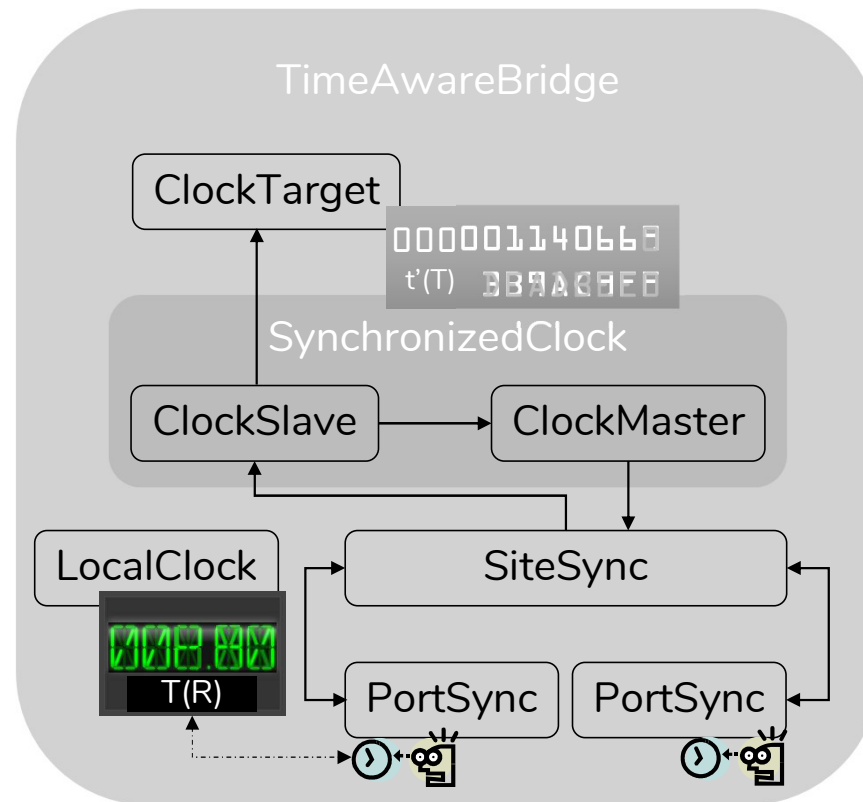 TimeAwareBridge
ClockTarget
00000114066
t'(T)
SynchronizedClock
ClockSlave
ClockMaster
LocalClock
SiteSync
T(R)
PortSync
PortSync